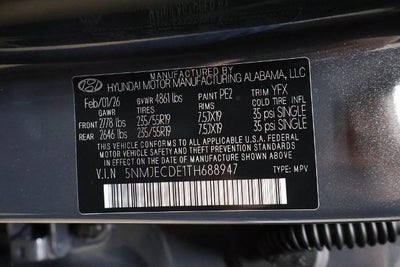 MANUFACTURED BY
HYUNDAI MOTOR MANUFACTURING ALABAMA, LLC
Feb/01/26 GVWR 4861 lbs PAINT PE2 TRIM YFX
GAWR TIRES RIMS COLD TIRE INFL
FRONT 2778 lbs 235/55R19 7.5JX19 35 psi SINGLE
REAR 2646 lbs 235/55R19 7.5JX19 35 psi SINGLE
THIS VEHICLE CONFORMS TO ALL APPLICABLE U.S.A. FEDERAL
MOTOR VEHICLE SAFETY AND THEFT PREVENTION STANDARDS
IN EFFECT ON THE DATE OF MANUFACTURE SHOWN ABOVE.
V.I.N 5NMJECDE1TH688947 TYPE: MPV